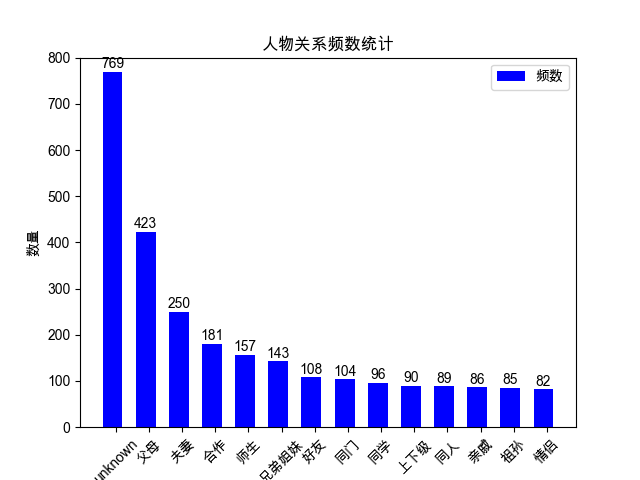 人物关系频数统计
频数
数量
800
700
600
500
400
300
200
100
0
769
423
250
181
157
143
108
104
96
90
89
86
85
82
unknown
父母
夫妻
合作
师生
兄弟姐妹
好友
同门
同学
上下级
同人
亲戚
祖孙
情侣